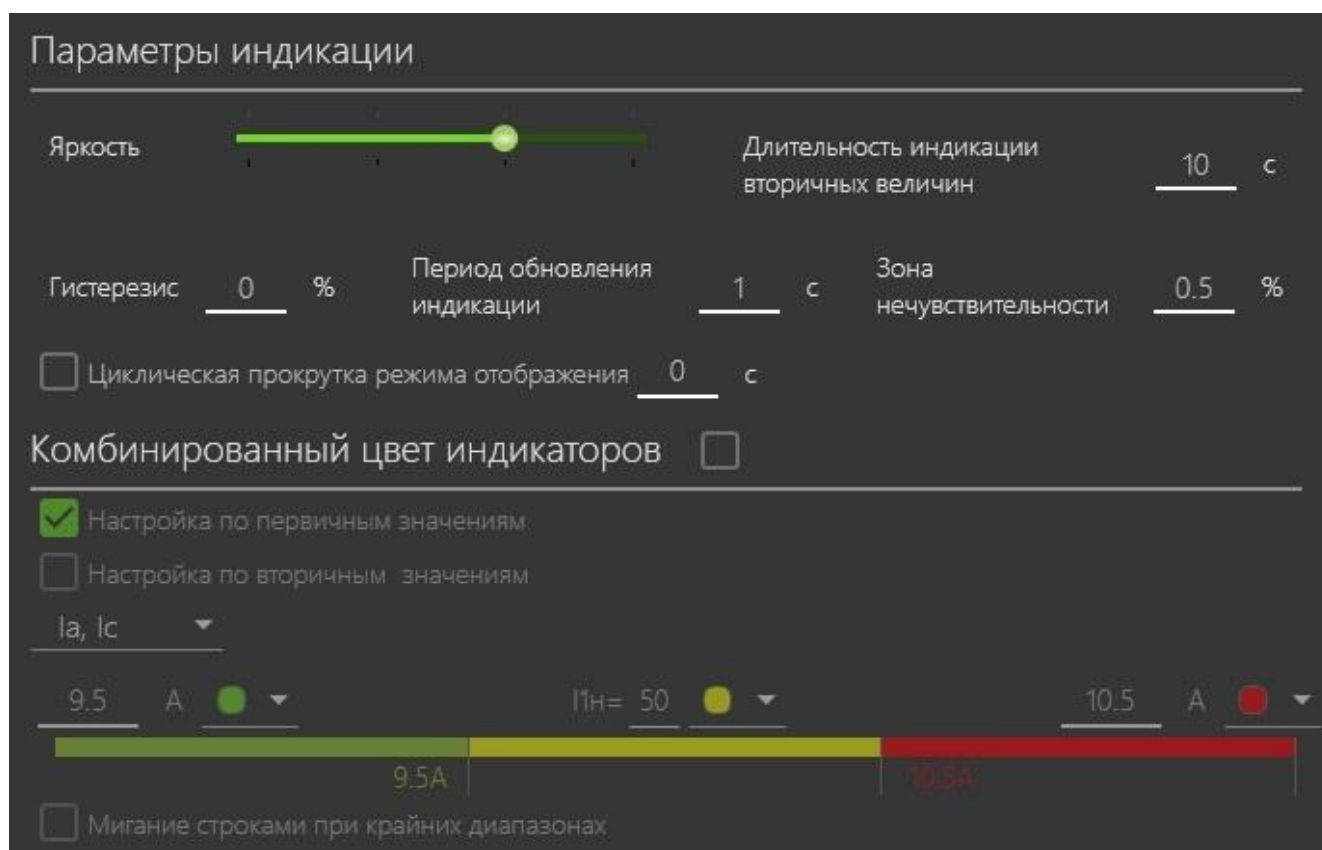 Параметры индикации
Яркость
Длительность индикации
вторичных величин
10 с
Гистерезис 0 %
Период обновления
индикации
1 с
Зона
нечувствительности
0.5 %
Циклическая прокрутка режима отображения 0 с
Комбинированный цвет индикаторов
Настройка по первичным значениям
Настройка по вторичным значениям
Ia, Ic
9.5 А I1н= 50 10.5 А
9.5А 10.5А
Мигание строками при крайних диапазонах